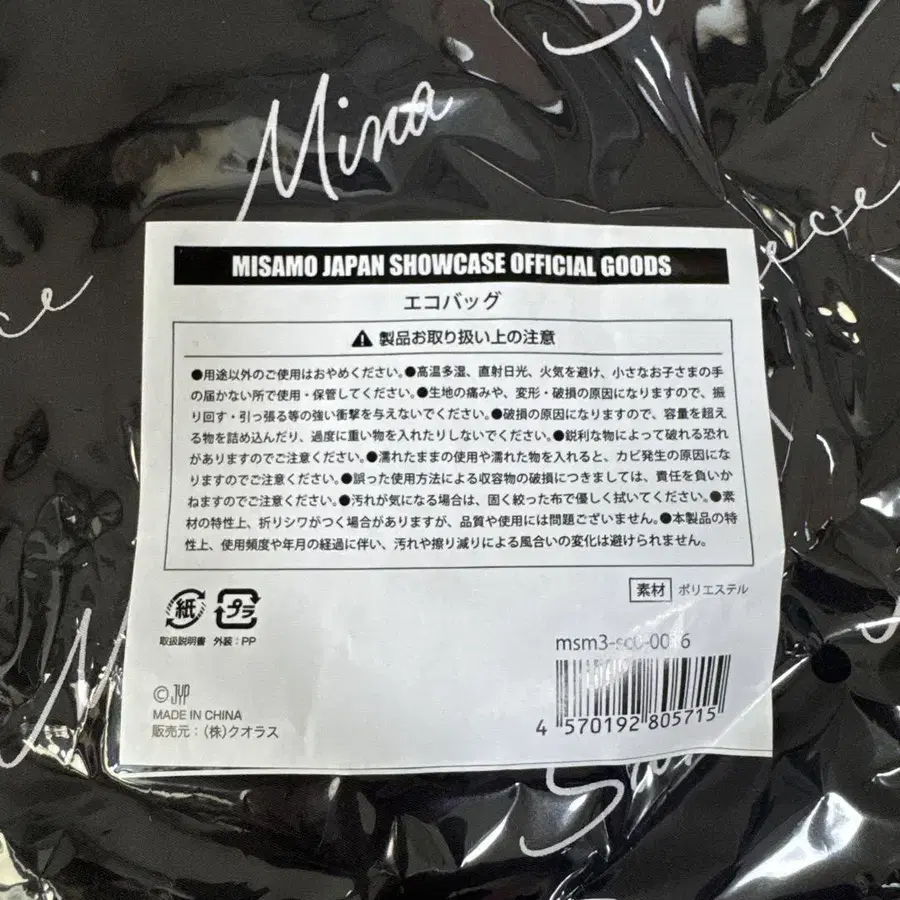 Mina
MISAMO JAPAN SHOWCASE OFFICIAL GOODS
エコバッグ
⚠ 製品お取り扱い上の注意
●用途以外のご使用はおやめください。●高温多湿、直射日光、火気を避け、小さなお子さまの手
の届かない所で使用・保管してください。●生地の痛みや、変形・破損の原因になりますので、振
り回す・引っ張る等の強い衝撃を与えないでください。●破損の原因になりますので、容量を超え
る物を詰め込んだり、過度に重い物を入れたりしないでください。●鋭利な物によって破れる恐れ
がありますのでご注意ください。●濡れたままの使用や濡れた物を入れると、カビ発生の原因にな
りますのでご注意ください。●誤った使用方法による収容物の破損につきましては、責任を負いか
ねますのでご注意ください。●汚れが気になる場合は、固く絞った布で優しく拭いてください。●素
材の特性上、折りシワがつく場合がありますが、品質や使用には問題ございません。●本製品の特
性上、使用頻度や年月の経過に伴い、汚れや擦り減りによる風合いの変化は避けられません。
素材 ポリエステル
紙 プラ
取扱説明書 外装：PP
msm3-sc0-0016
© JYP
MADE IN CHINA
販売元：（株）クオラス
4 570192 805715